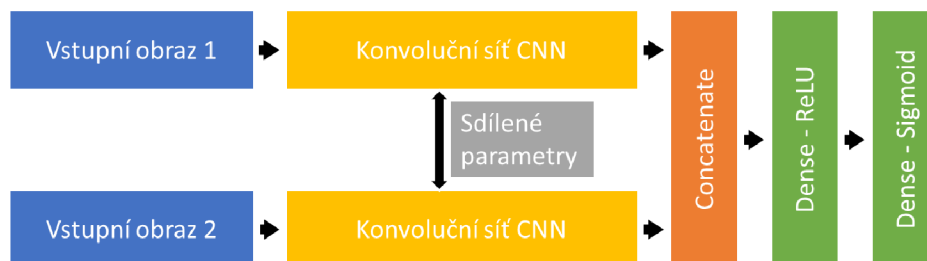 Vstupní obraz 1
Konvoluční síť CNN
Sdílené
parametry
Vstupní obraz 2
Konvoluční síť CNN
Concatenate
Dense - ReLU
Dense - Sigmoid